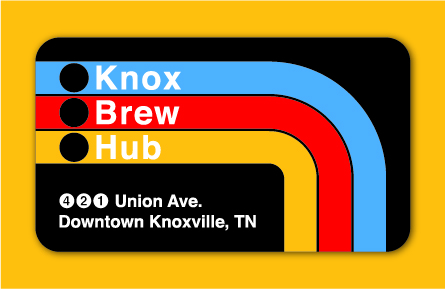 Knox
Brew
Hub
❹❷❶ Union Ave.
Downtown Knoxville, TN